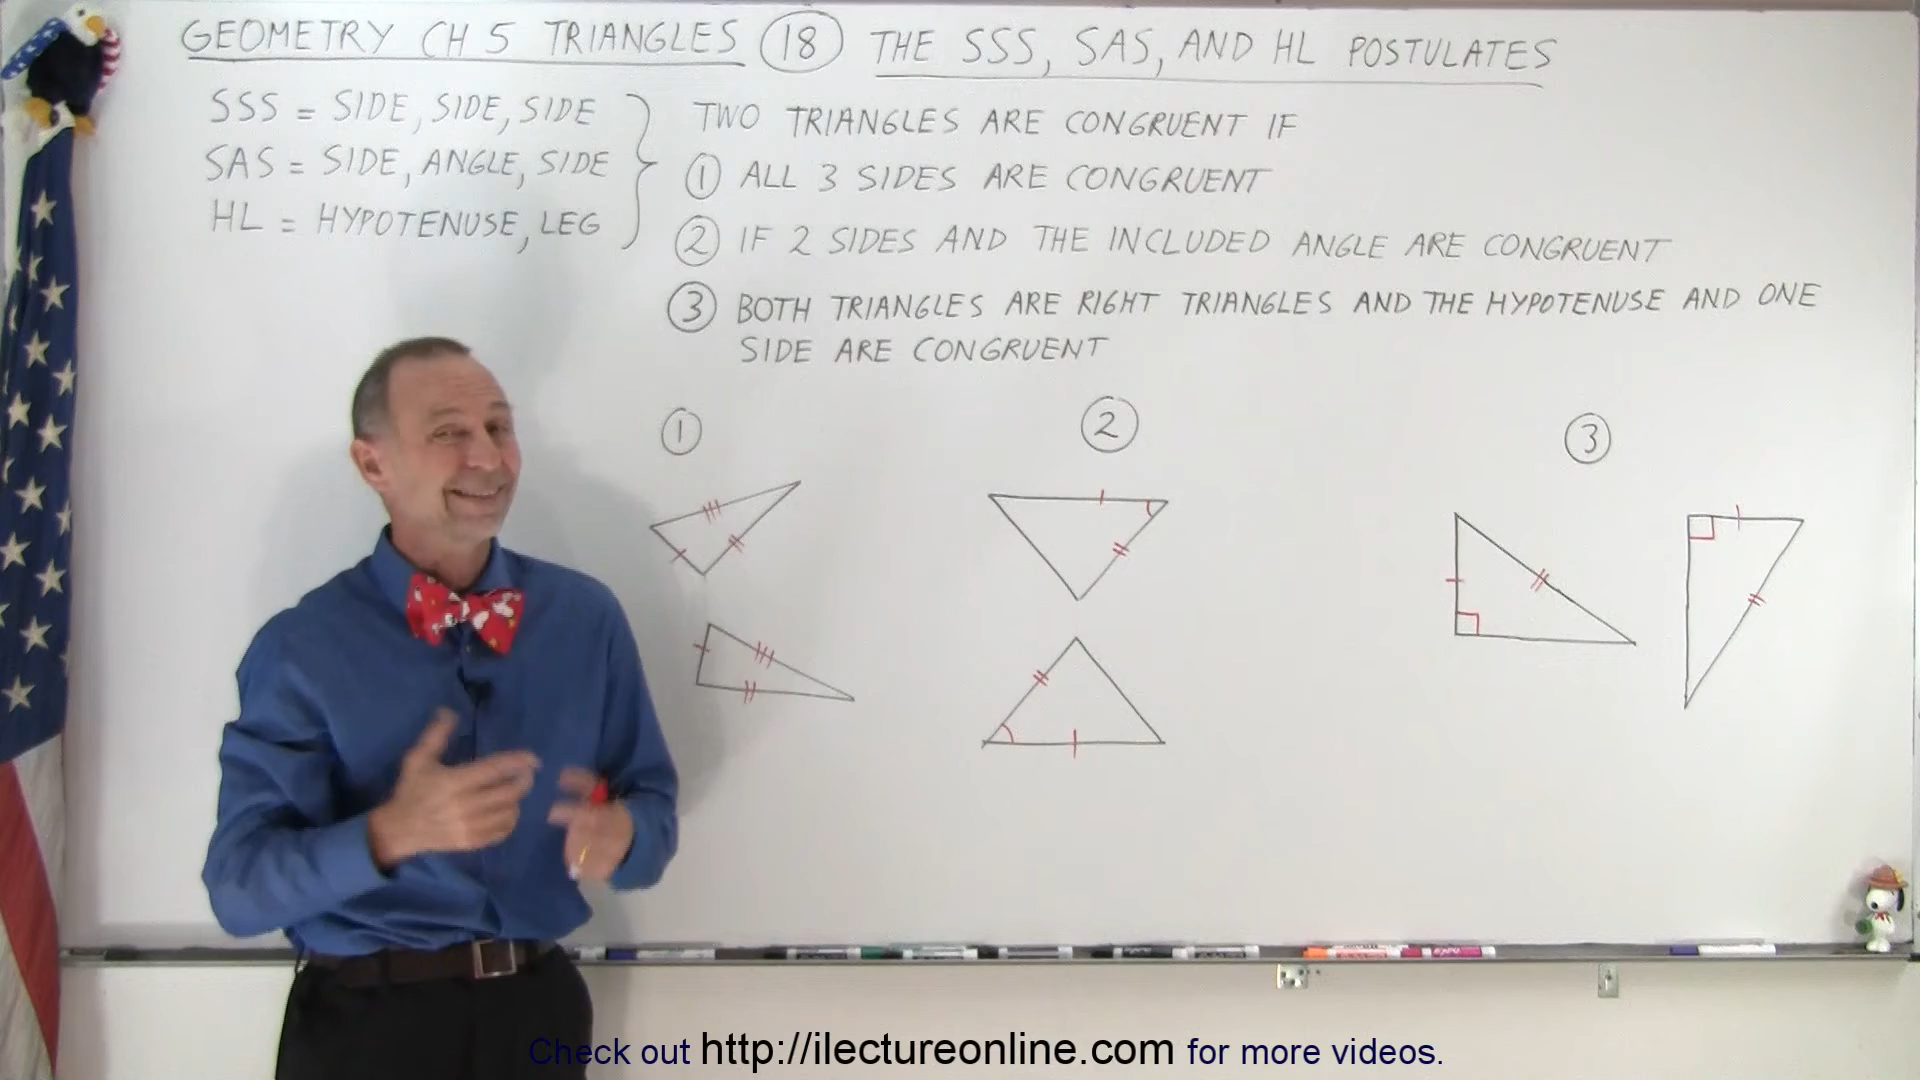 GEOMETRY CH 5 TRIANGLES 18 THE SSS, SAS, AND HL POSTULATES
SSS = SIDE, SIDE, SIDE
SAS = SIDE, ANGLE, SIDE
HL = HYPOTENUSE, LEG
TWO TRIANGLES ARE CONGRUENT IF
1 ALL 3 SIDES ARE CONGRUENT
2 IF 2 SIDES AND THE INCLUDED ANGLE ARE CONGRUENT
3 BOTH TRIANGLES ARE RIGHT TRIANGLES AND THE HYPOTENUSE AND ONE
SIDE ARE CONGRUENT
1
2
3
Check out http://ilectureonline.com for more videos.